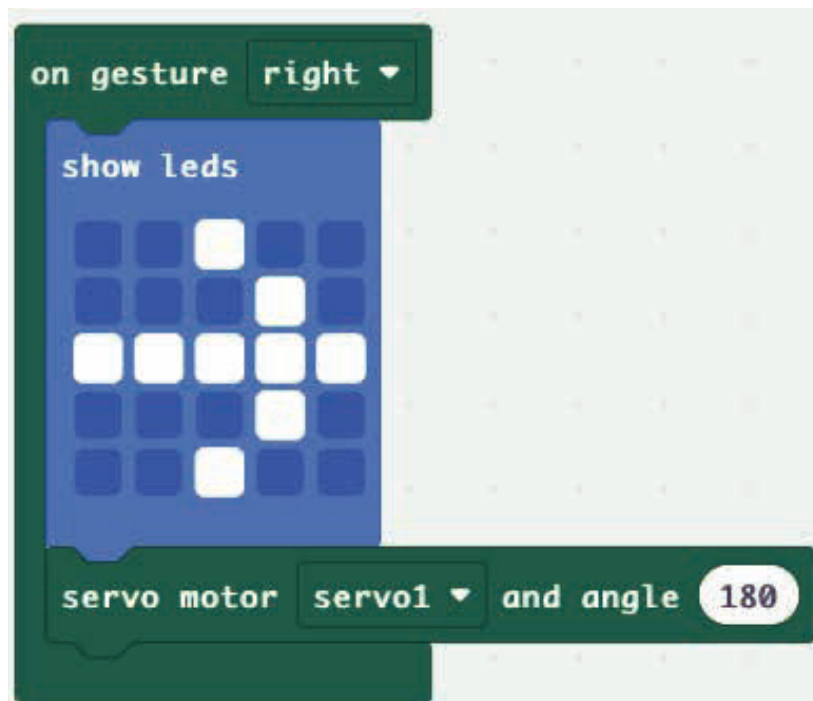 on gesture right
show leds
servo motor servo1 and angle 180